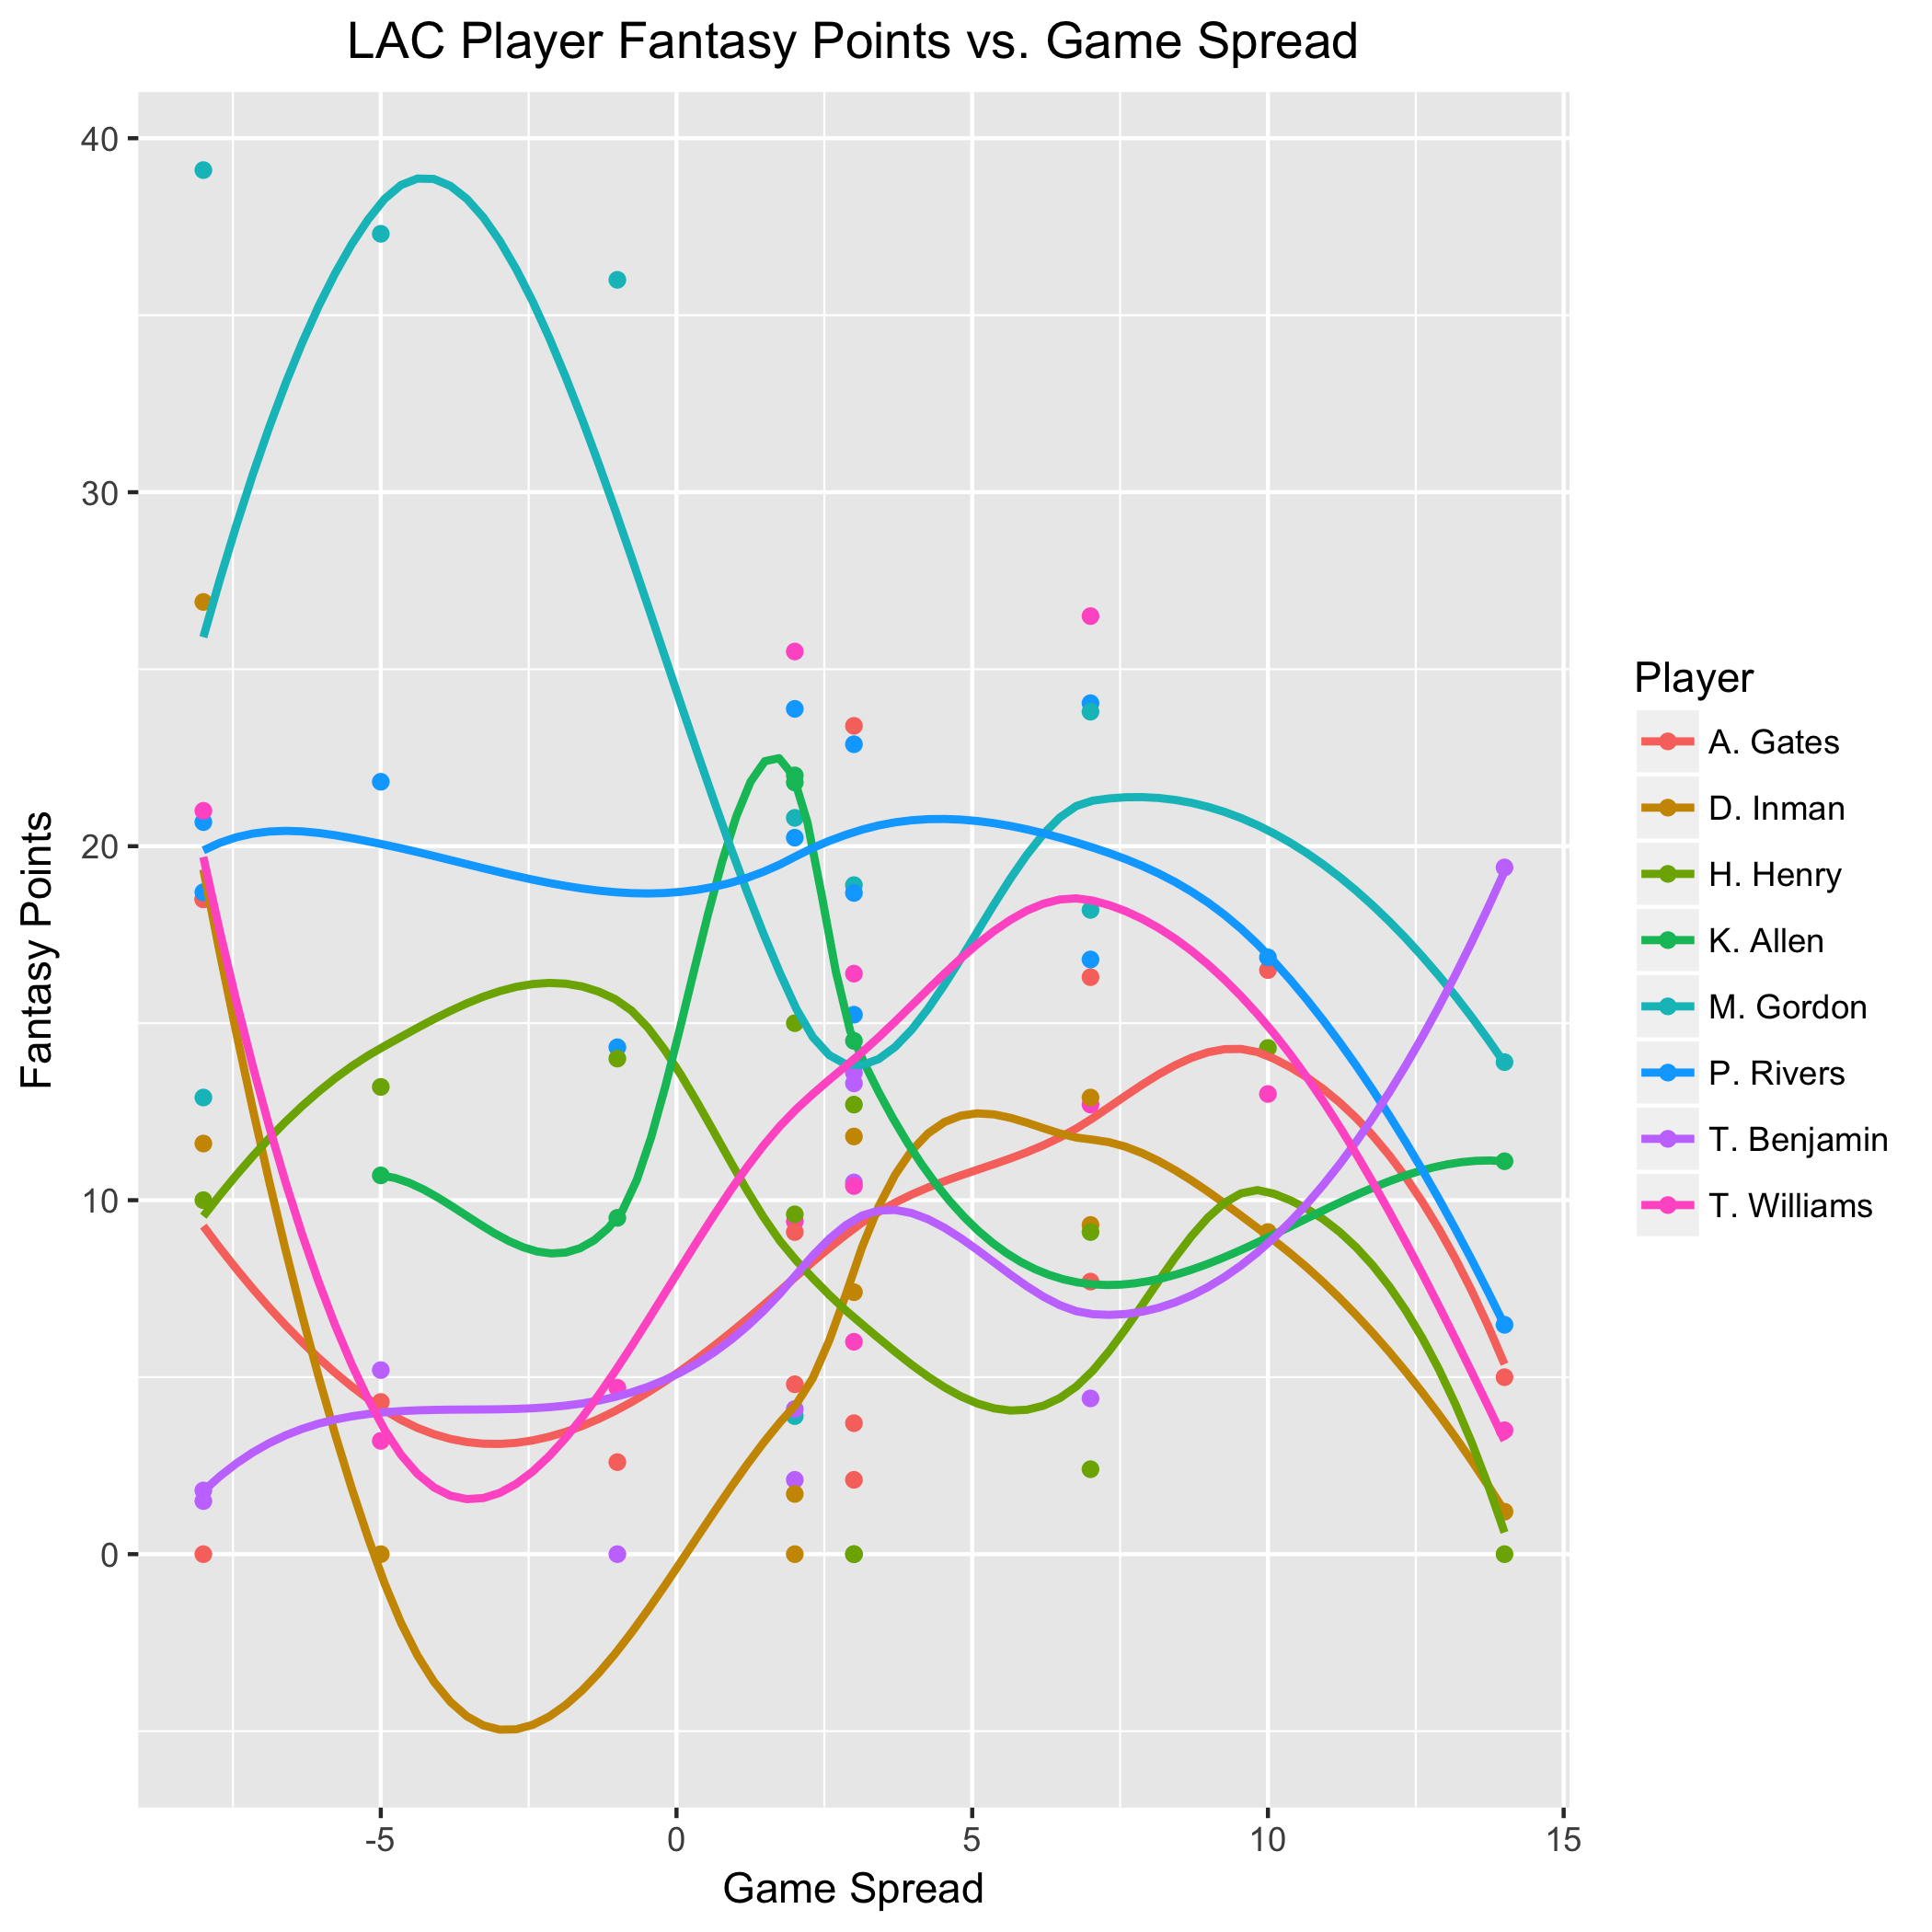 LAC Player Fantasy Points vs. Game Spread
40
30
20
10
0
Fantasy Points
-5 0 5 10 15
Game Spread
Player
A. Gates
D. Inman
H. Henry
K. Allen
M. Gordon
P. Rivers
T. Benjamin
T. Williams